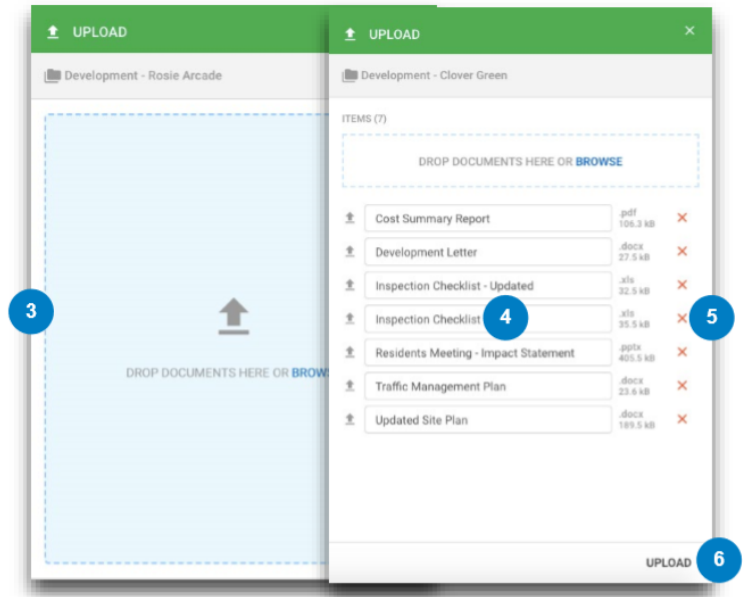 UPLOAD
Development - Rosie Arcade
3
DROP DOCUMENTS HERE OR BROW
UPLOAD ×
Development - Clover Green
ITEMS (7)
DROP DOCUMENTS HERE OR BROWSE
Cost Summary Report .pdf
106.3 kB
Development Letter .docx
27.5 kB
Inspection Checklist - Updated .xls
32.5 kB
Inspection Checklist 4 .xls
35.5 kB
5
Residents Meeting - Impact Statement .pptx
405.5 kB
Traffic Management Plan .docx
23.6 kB
Updated Site Plan .docx
189.5 kB
UPLOAD 6